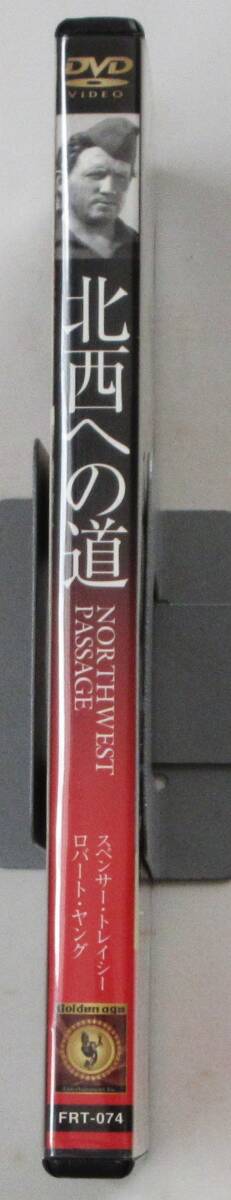 DVD
VIDEO
北西への道
NORTHWEST
PASSAGE
スペンサー・トレイシー
ロバート・ヤング
Golden age
FRT-074